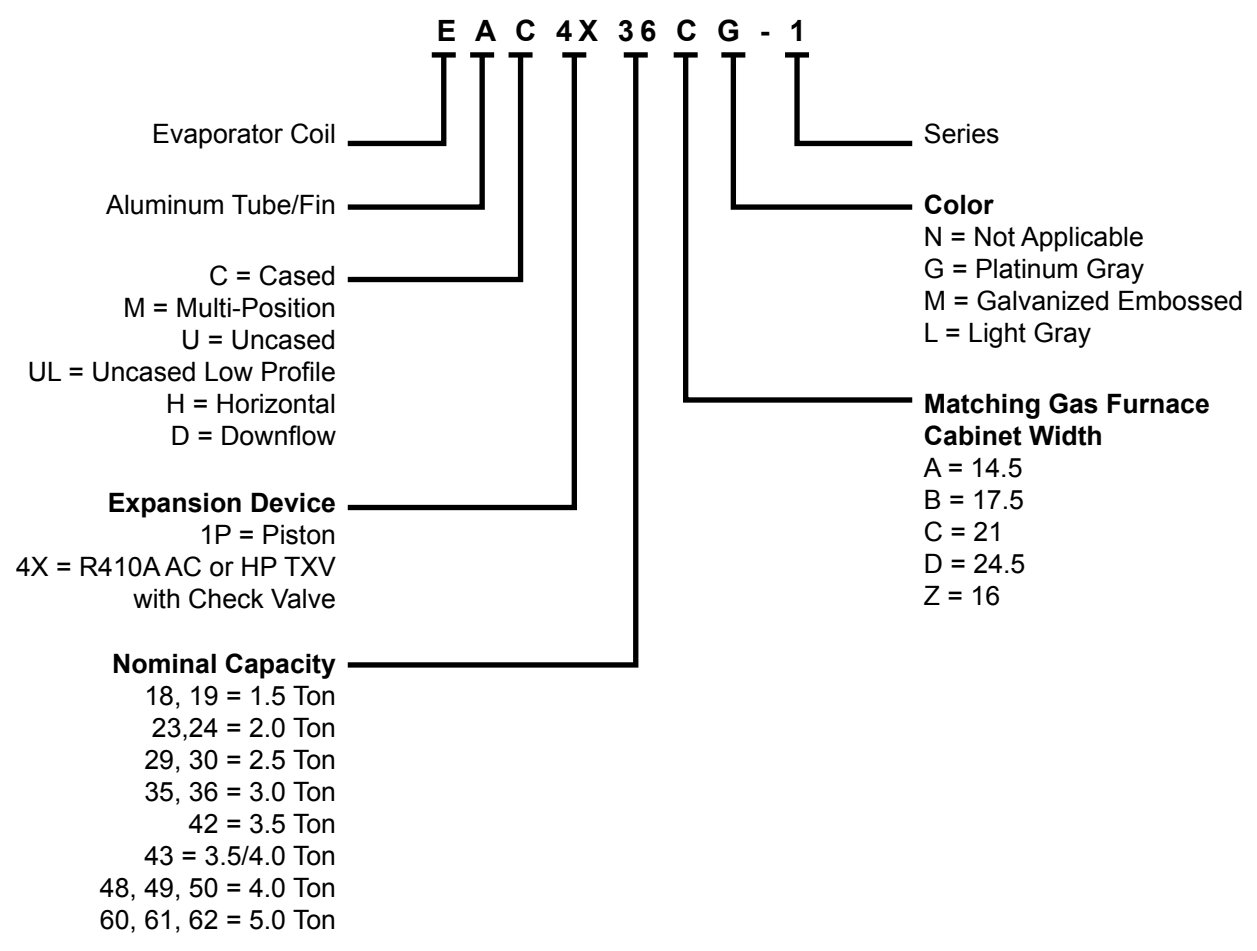 E A C 4X 36 C G - 1
Evaporator Coil
Aluminum Tube/Fin
C = Cased
M = Multi-Position
U = Uncased
UL = Uncased Low Profile
H = Horizontal
D = Downflow
Expansion Device
1P = Piston
4X = R410A AC or HP TXV
with Check Valve
Nominal Capacity
18, 19 = 1.5 Ton
23,24 = 2.0 Ton
29, 30 = 2.5 Ton
35, 36 = 3.0 Ton
42 = 3.5 Ton
43 = 3.5/4.0 Ton
48, 49, 50 = 4.0 Ton
60, 61, 62 = 5.0 Ton
Series
Color
N = Not Applicable
G = Platinum Gray
M = Galvanized Embossed
L = Light Gray
Matching Gas Furnace
Cabinet Width
A = 14.5
B = 17.5
C = 21
D = 24.5
Z = 16